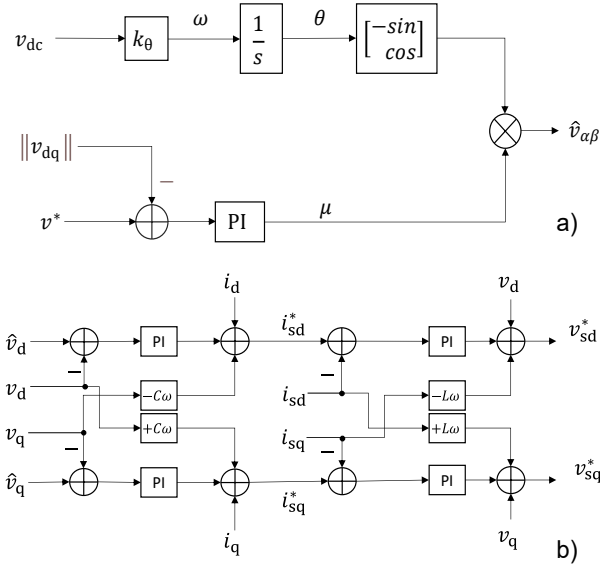 v_dc k_θ ω 1/s θ [−sin cos]
v̂_αβ
‖v_dq‖
−
v* PI μ
a)
i_d v_d
v̂_d PI i*_sd PI v*_sd
−
−
v_d −Cω i_sd −Lω
v_q +Cω i_sq +Lω
−
−
v̂_q PI i*_sq PI v*_sq
i_q v_q
b)